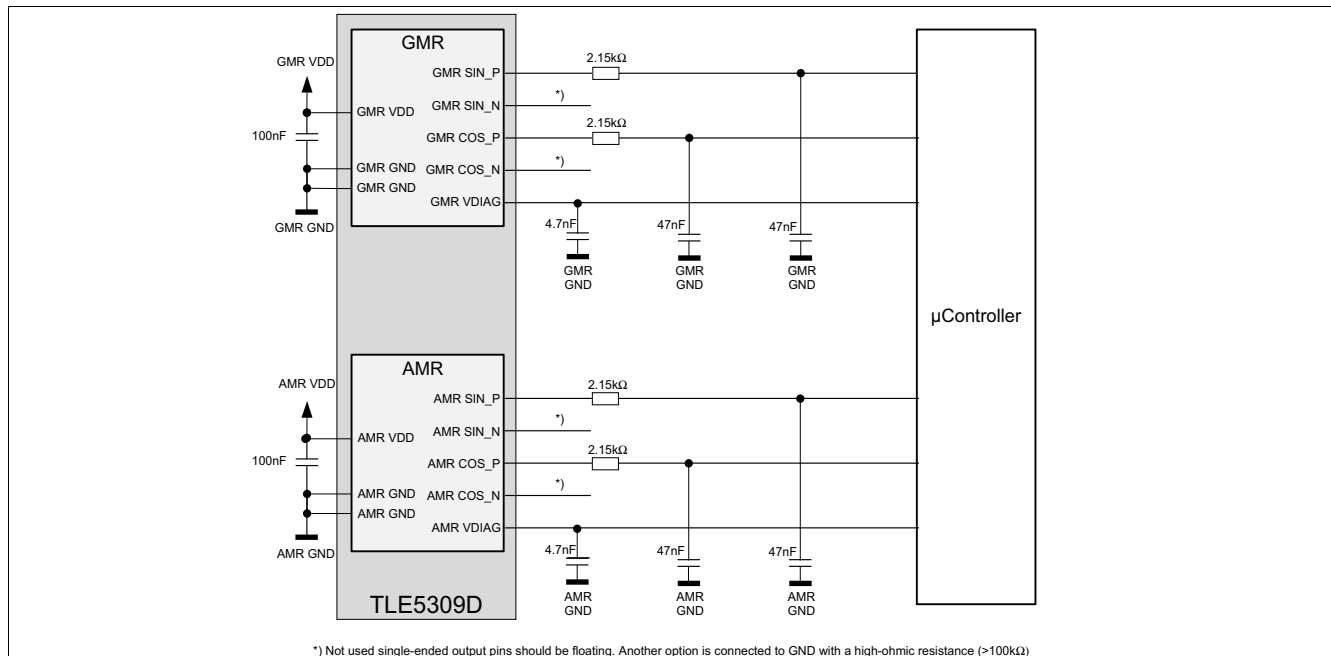 GMR
GMR VDD
2.15kΩ
GMR SIN_P
*)
GMR SIN_N
GMR VDD
2.15kΩ
100nF
GMR COS_P
*)
GMR GND
GMR COS_N
GMR GND
GMR VDIAG
GMR GND
4.7nF
47nF
47nF
GMR
GND
GMR
GND
GMR
GND
µController
AMR
AMR VDD
2.15kΩ
AMR SIN_P
*)
AMR SIN_N
AMR VDD
2.15kΩ
100nF
AMR COS_P
*)
AMR GND
AMR COS_N
AMR GND
AMR VDIAG
AMR GND
4.7nF
47nF
47nF
AMR
GND
AMR
GND
AMR
GND
TLE5309D
*) Not used single-ended output pins should be floating. Another option is connected to GND with a high-ohmic resistance (>100kΩ)